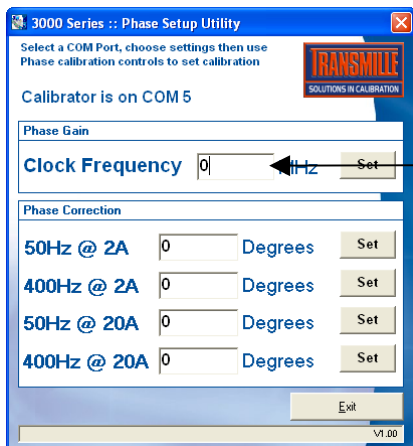 3000 Series :: Phase Setup Utility
Select a COM Port, choose settings then use
Phase calibration controls to set calibration
TRANSMILLE
SOLUTIONS IN CALIBRATION
Calibrator is on COM 5
Phase Gain
Clock Frequency 0 MHz Set
Phase Correction
50Hz @ 2A 0 Degrees Set
400Hz @ 2A 0 Degrees Set
50Hz @ 20A 0 Degrees Set
400Hz @ 20A 0 Degrees Set
Exit
V1.00